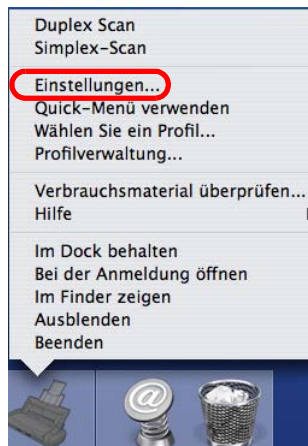 Duplex Scan
Simplex-Scan
Einstellungen...
Quick-Menü verwenden
Wählen Sie ein Profil...
Profilverwaltung...
Verbrauchsmaterial überprüfen...
Hilfe
Im Dock behalten
Bei der Anmeldung öffnen
Im Finder zeigen
Ausblenden
Beenden
@